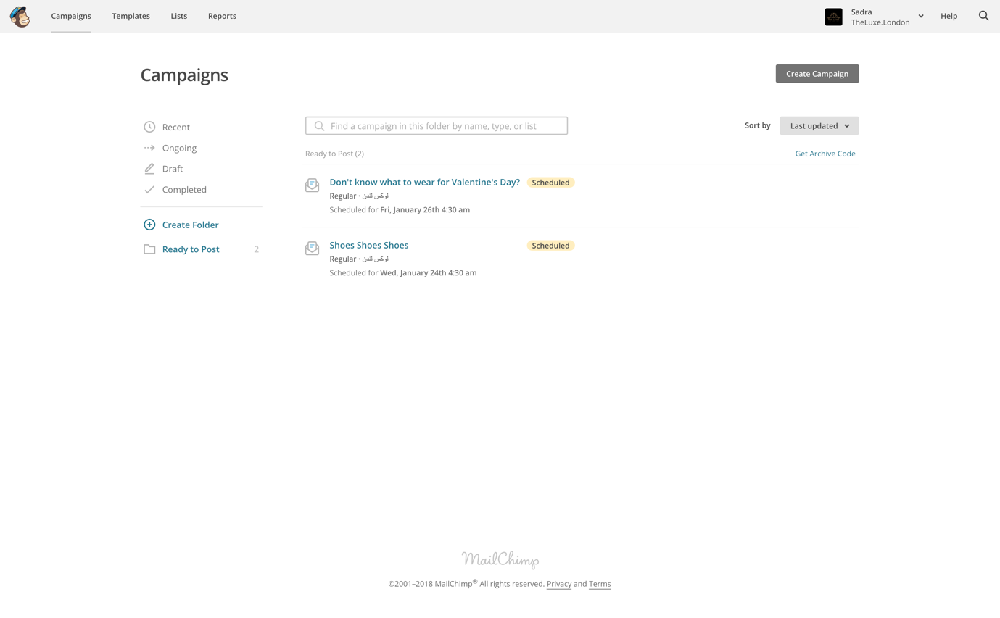 Campaigns Templates Lists Reports
Sadra
TheLuxe.London
Help
Campaigns
Create Campaign
Recent
Ongoing
Draft
Completed
Create Folder
Ready to Post 2
Find a campaign in this folder by name, type, or list
Sort by Last updated
Ready to Post (2) Get Archive Code
Don't know what to wear for Valentine's Day? Scheduled
Regular · لوکس لندن
Scheduled for Fri, January 26th 4:30 am
Shoes Shoes Shoes Scheduled
Regular · لوکس لندن
Scheduled for Wed, January 24th 4:30 am
MailChimp
©2001–2018 MailChimp® All rights reserved. Privacy and Terms